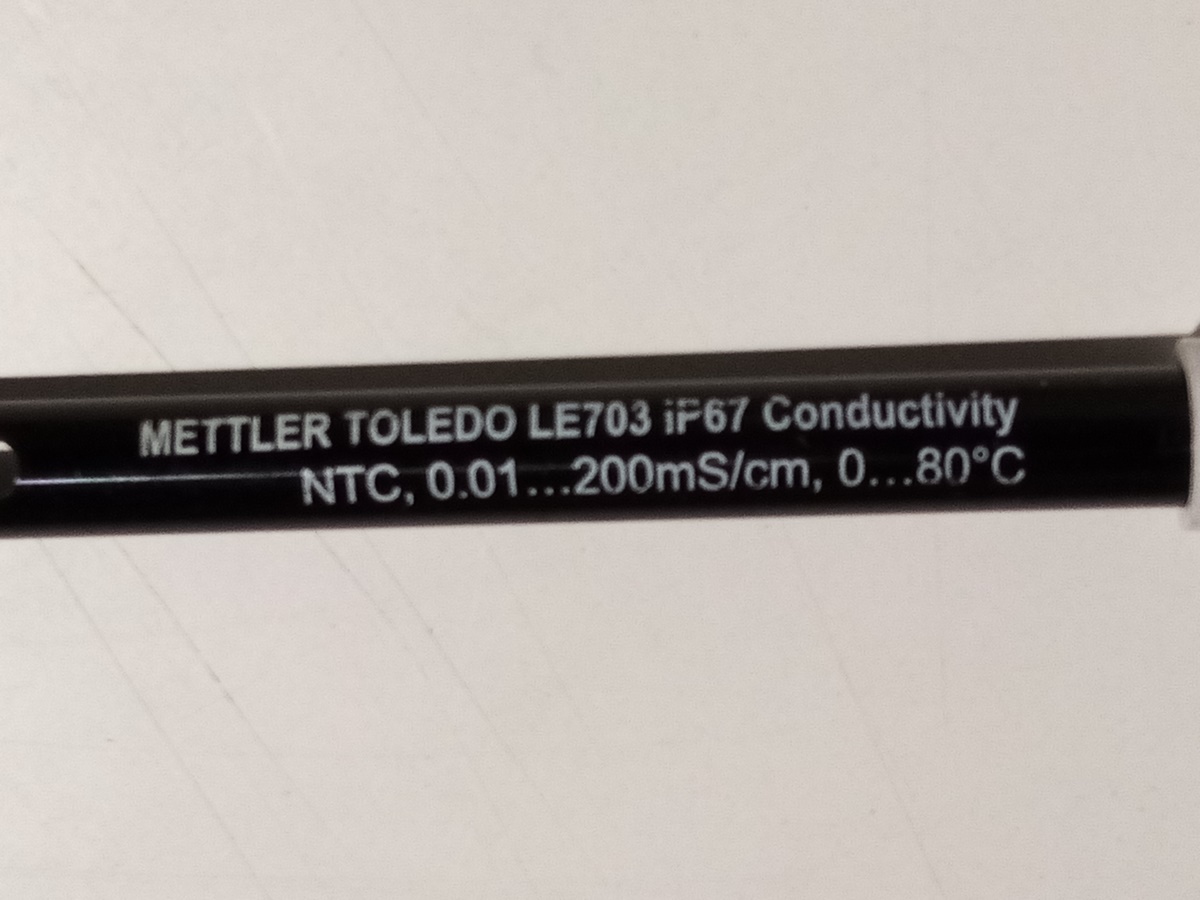 METTLER TOLEDO LE703 IP67 Conductivity
NTC, 0.01...200mS/cm, 0...80°C